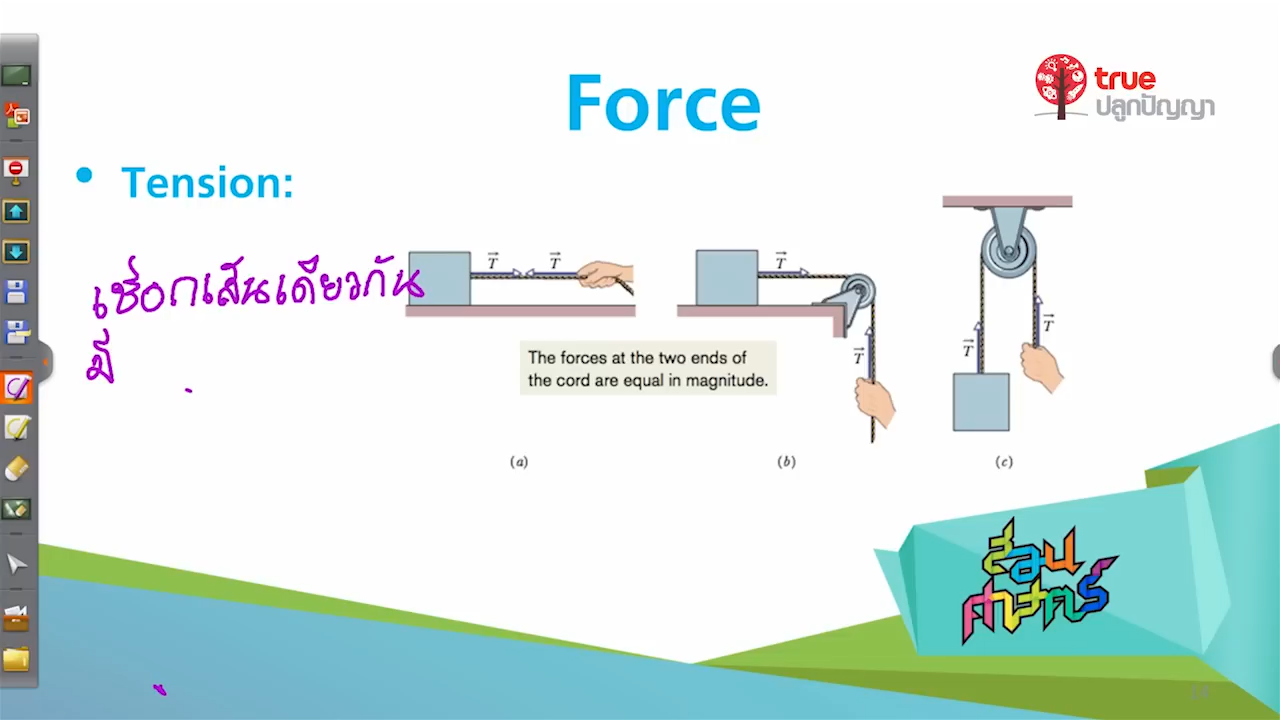 Force
true
ปลูกปัญญา
• Tension:
เชือกเส้นเดียวกัน
มี
T T
T
T
T
T
The forces at the two ends of
the cord are equal in magnitude.
(a) (b) (c)
สอน
ศาสตร์